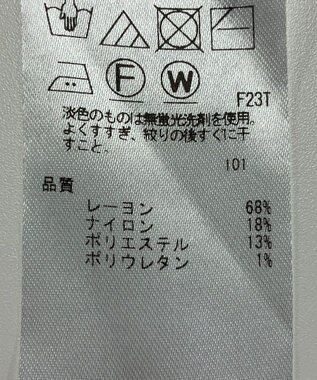 F W
F23T
淡色のものは無蛍光洗剤を使用。
よくすすぎ、絞りの後すぐに干
すこと。
101
品質
レーヨン 68%
ナイロン 18%
ポリエステル 13%
ポリウレタン 1%